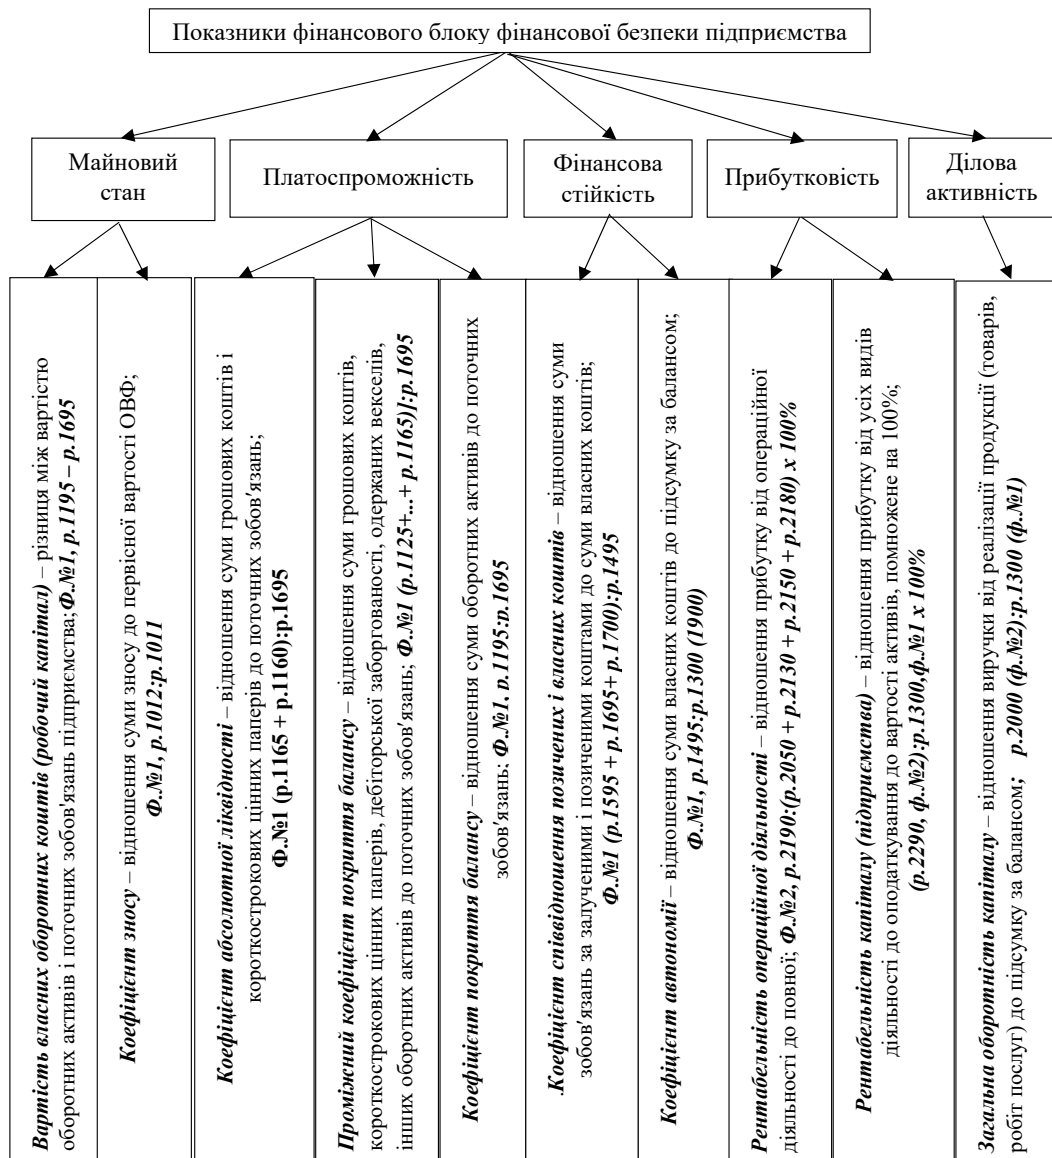 Показники фінансового блоку фінансової безпеки підприємства
Майновий
стан
Платоспроможність
Фінансова
стійкість
Прибутковість
Ділова
активність
Вартість власних оборотних коштів (робочий капітал) – різниця між вартістю
оборотних активів і поточних зобов'язань підприємства; Ф.№1, р.1195 – р.1695
Коефіцієнт зносу – відношення суми зносу до первісної вартості ОВФ;
Ф.№1, р.1012:р.1011
Коефіцієнт абсолютної ліквідності – відношення суми грошових коштів і
короткострокових цінних паперів до поточних зобов'язань;
Ф.№1 (р.1165 + р.1160):р.1695
Проміжний коефіцієнт покриття балансу – відношення суми грошових коштів,
короткострокових цінних паперів, дебіторської заборгованості, одержаних векселів,
інших оборотних активів до поточних зобов'язань; Ф.№1 (р.1125+...+ р.1165)]:р.1695
Коефіцієнт покриття балансу – відношення суми оборотних активів до поточних
зобов'язань; Ф.№1. р.1195:р.1695
.Коефіцієнт співвідношення позичених і власних коштів – відношення суми
зобов'язань за залученими і позиченими коштами до суми власних коштів;
Ф.№1 (р.1595 + р.1695+ р.1700):р.1495
Коефіцієнт автономії – відношення суми власних коштів до підсумку за балансом;
Ф.№1, р.1495:р.1300 (1900)
Рентабельність операційної діяльності – відношення прибутку від операційної
діяльності до повної; Ф.№2, р.2190:(р.2050 + р.2130 + р.2150 + р.2180) х 100%
Рентабельність капіталу (підприємства) – відношення прибутку від усіх видів
діяльності до оподаткування до вартості активів, помножене на 100%;
(р.2290, ф.№2):р.1300,ф.№1 х 100%
Загальна оборотність капіталу – відношення виручки від реалізації продукції (товарів,
робіт послуг) до підсумку за балансом; р.2000 (ф.№2):р.1300 (ф.№1)